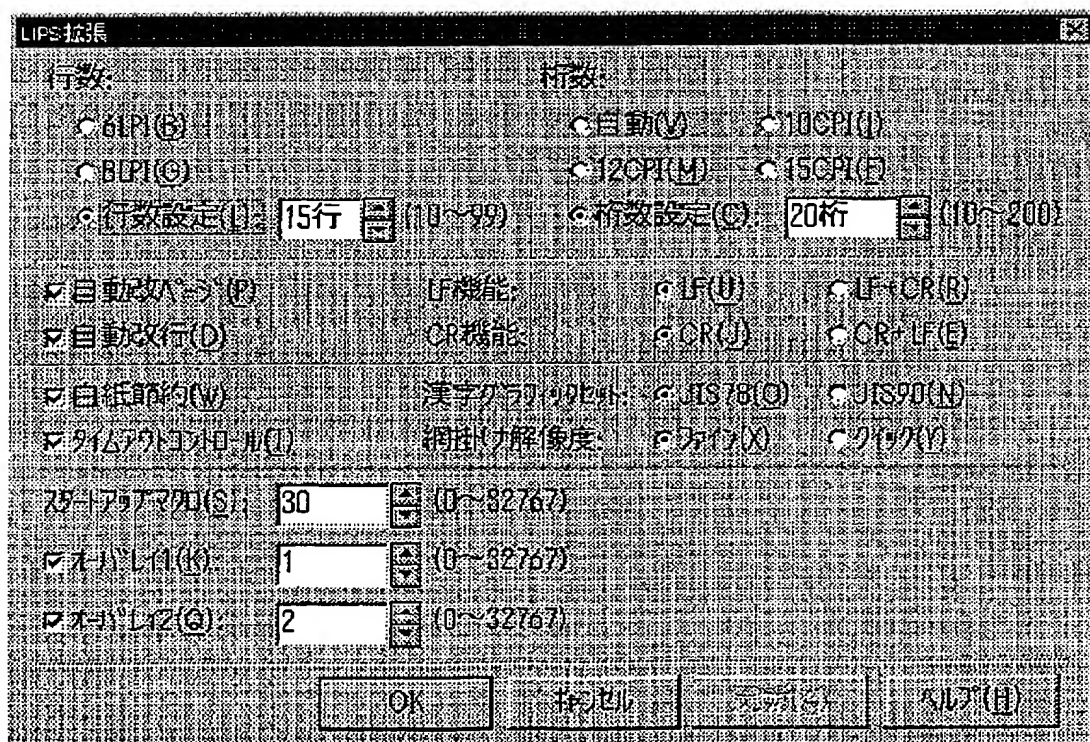 LIPS拡張
行数: 桁数:
6LPI(B) 自動(V) 10CPI(I)
8LPI(G) 12CPI(M) 15CPI(F)
行数設定(L): 15行 (10～99) 桁数設定(C): 20桁 (10～200)
自動改ページ(P) LF機能: LF(U) LF+CR(R)
自動改行(D) CR機能: CR(J) CR+LF(E)
白紙節約(W) 漢字グラフィックセット: JIS78(O) JIS90(N)
タイムアウトコントロール(T) 網掛け解像度: ファイン(X) クイック(Y)
スタートアップマクロ(S): 30 (0～32767)
オーバレイ1(K): 1 (0～32767)
オーバレイ2(Q): 2 (0～32767)
OK キャンセル ヘルプ(H)